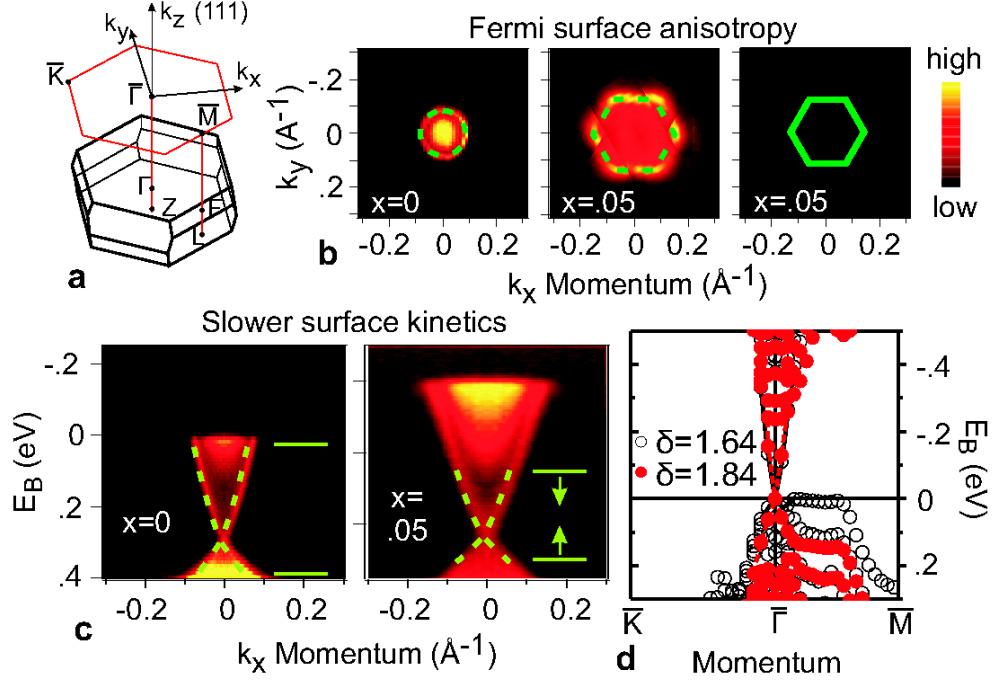 k_z (111)
k_y
K̅
Γ̅
k_x
M̅
Γ
F
Z
L
a
Fermi surface anisotropy
high
low
k_y (A⁻¹)
-.2
0
.2
x=0
x=.05
x=.05
-0.2 0 0.2
-0.2 0 0.2
-0.2 0 0.2
b
k_x Momentum (Å⁻¹)
Slower surface kinetics
E_B (eV)
-.2
0
.2
.4
x=0
x=
.05
-0.2 0 0.2
-0.2 0 0.2
c
k_x Momentum (Å⁻¹)
δ=1.64
δ=1.84
-.4
-.2
0
.2
E_B (eV)
K̅ Γ̅ M̅
d
Momentum